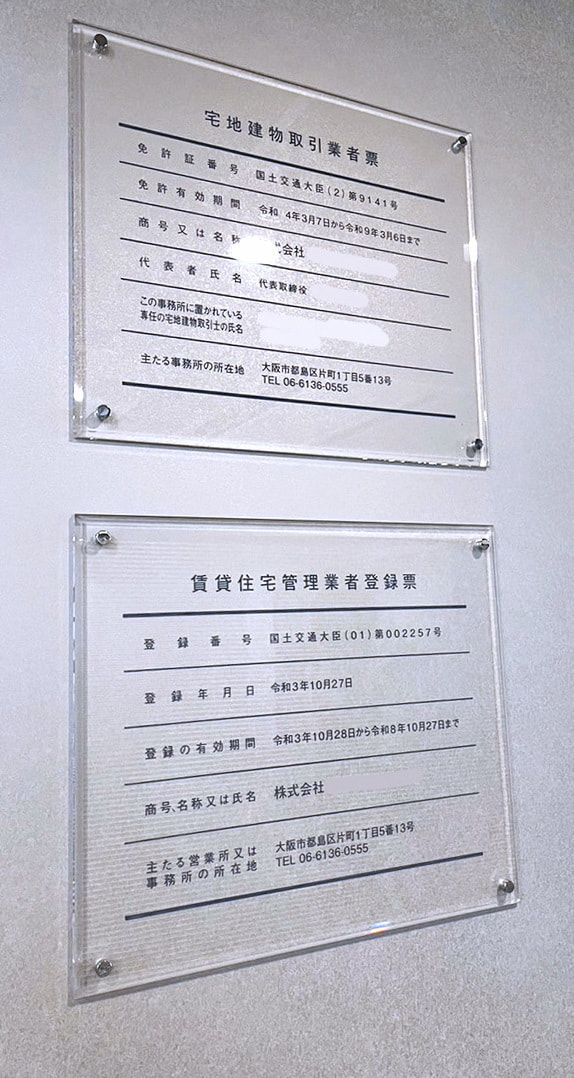 宅地建物取引業者票
免許証番号 国土交通大臣(2)第9141号
免許有効期間 令和 4年3月7日から令和9年3月6日まで
商号又は名称 式会社
代表者氏名 代表取締役
この事務所に置かれている
専任の宅地建物取引士の氏名
主たる事務所の所在地 大阪市都島区片町1丁目5番13号
TEL 06-6136-0555
賃貸住宅管理業者登録票
登録番号 国土交通大臣(01)第002257号
登録年月日 令和3年10月27日
登録の有効期間 令和3年10月28日から令和8年10月27日まで
商号、名称又は氏名 株式会社
主たる営業所又は 大阪市都島区片町1丁目5番13号
事務所の所在地 TEL 06-6136-0555